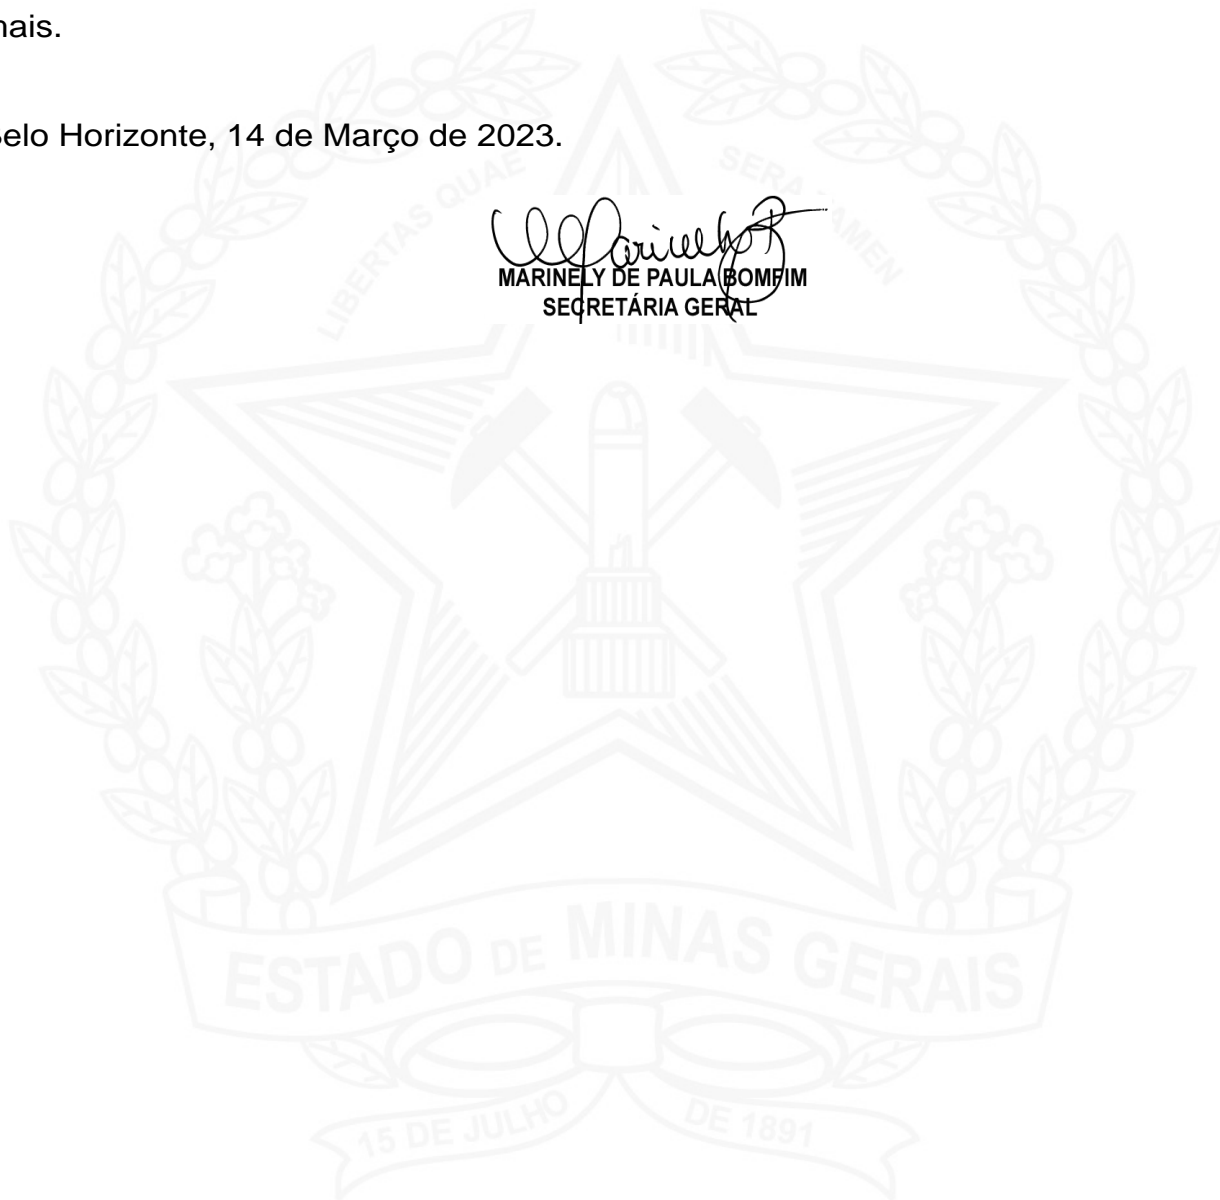 nais.
elo Horizonte, 14 de Março de 2023.
LIBERTAS QUAE SERA TAMEN
MARINELY DE PAULA BOMFIM
SECRETÁRIA GERAL
ESTADO DE MINAS GERAIS
15 DE JULHO DE 1891